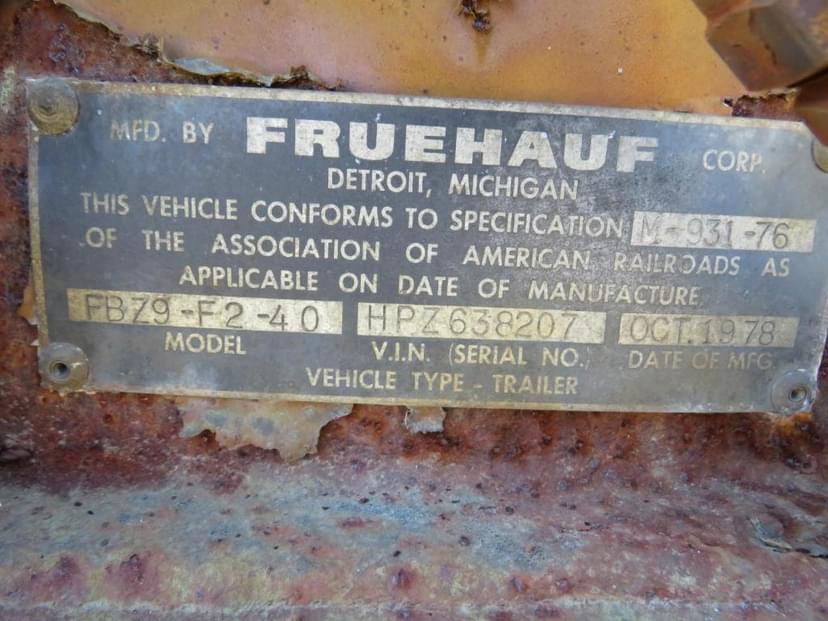 MFD. BY FRUEHAUF CORP.
DETROIT, MICHIGAN
THIS VEHICLE CONFORMS TO SPECIFICATION M-931-76
OF THE ASSOCIATION OF AMERICAN RAILROADS AS
APPLICABLE ON DATE OF MANUFACTURE
FBZ9-F2-40 HPZ638207 OCT.1978
MODEL V.I.N. (SERIAL NO.) DATE OF MFG.
VEHICLE TYPE - TRAILER